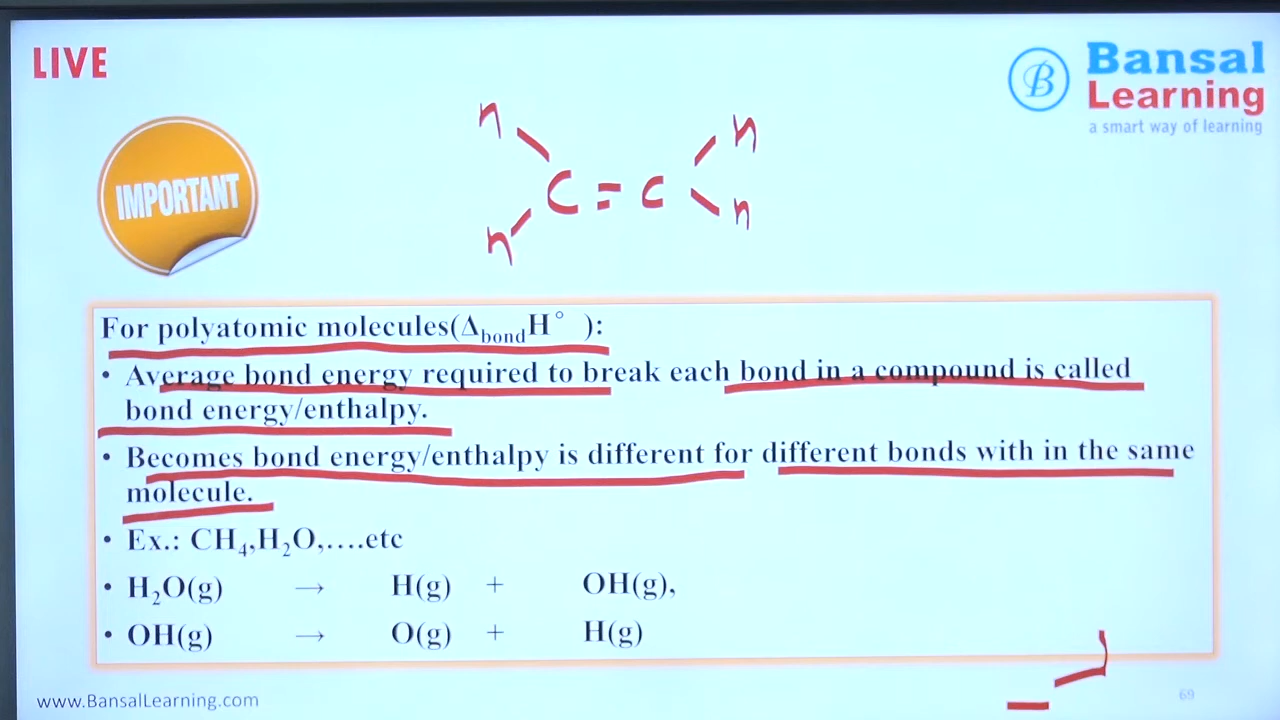 LIVE
Bansal
Learning
a smart way of learning
IMPORTANT
n n
C = C
n n
For polyatomic molecules(Δ_bondH° ):
• Average bond energy required to break each bond in a compound is called
bond energy/enthalpy.
• Becomes bond energy/enthalpy is different for different bonds with in the same
molecule.
• Ex.: CH₄,H₂O,....etc
• H₂O(g) → H(g) + OH(g),
• OH(g) → O(g) + H(g)
www.BansalLearning.com
69